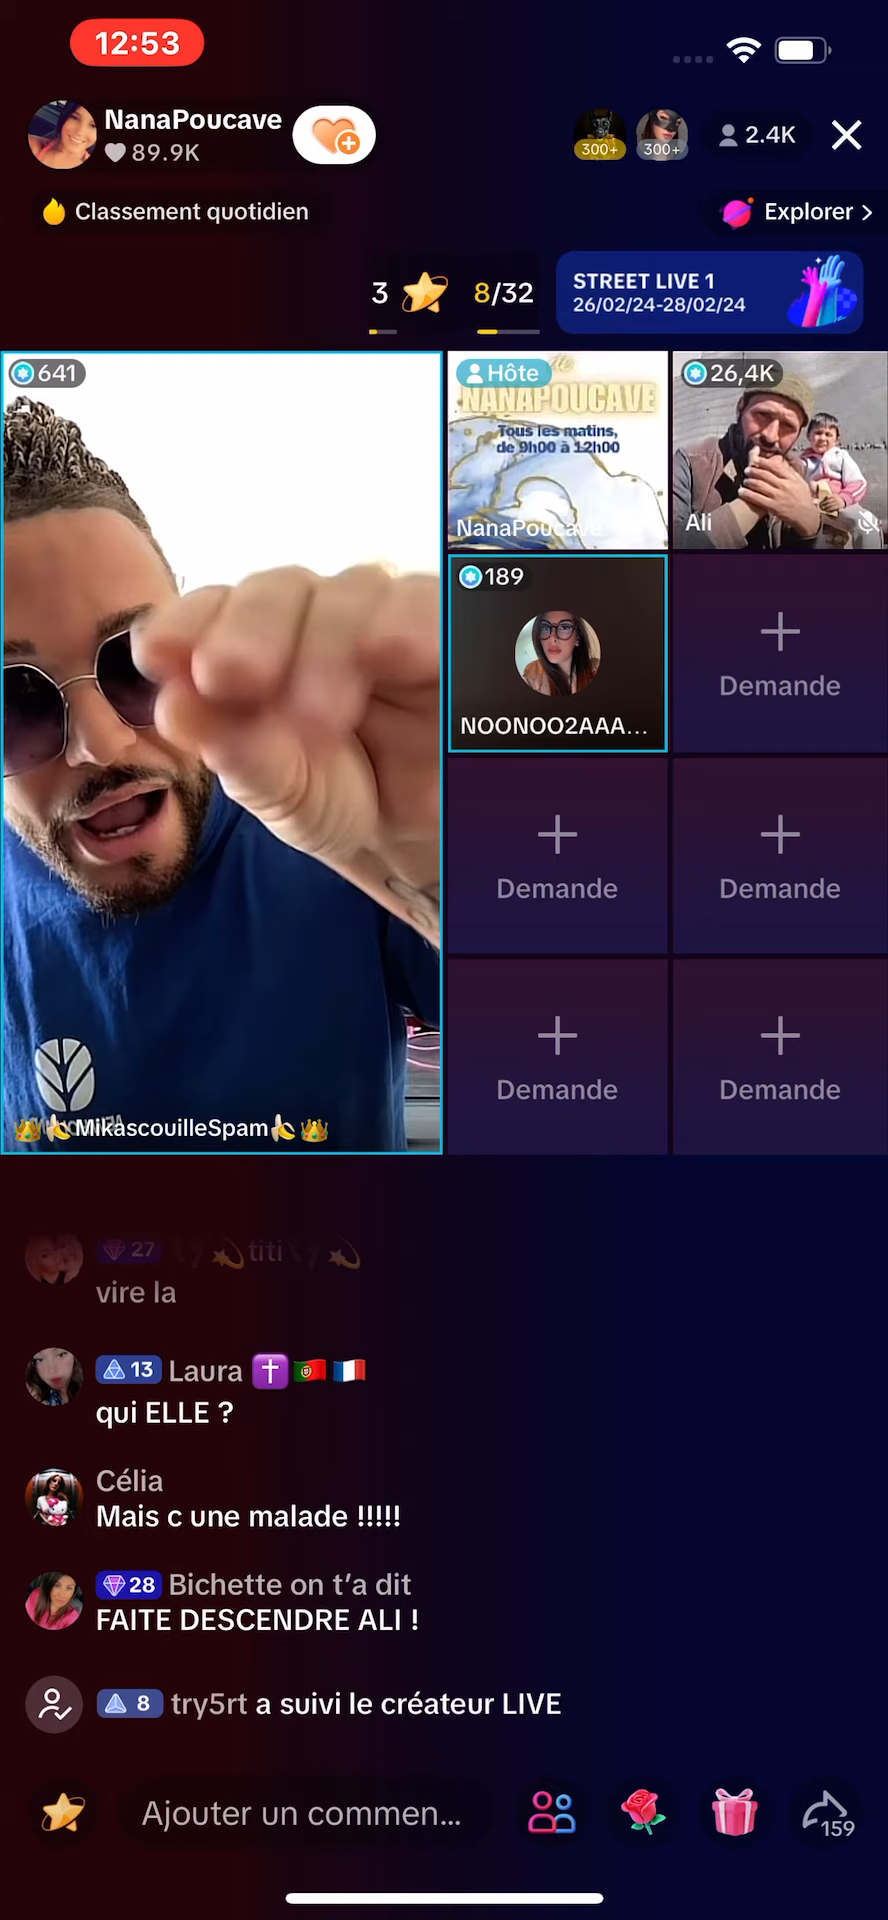 12:53
NanaPoucave
89.9K
300+
300+
2.4K
Classement quotidien
Explorer
3
8/32
STREET LIVE 1
26/02/24-28/02/24
641
Hôte
NANAPOUCAVE
Tous les matins,
de 9h00 à 12h00
NanaPoucave
26,4K
Ali
189
NOONOO2AAA...
Demande
Demande
Demande
Demande
Demande
MikascouilleSpam
27 titi
vire la
13 Laura
qui ELLE ?
Célia
Mais c une malade !!!!!
28 Bichette on t’a dit
FAITE DESCENDRE ALI !
8 try5rt a suivi le créateur LIVE
Ajouter un commen...
159